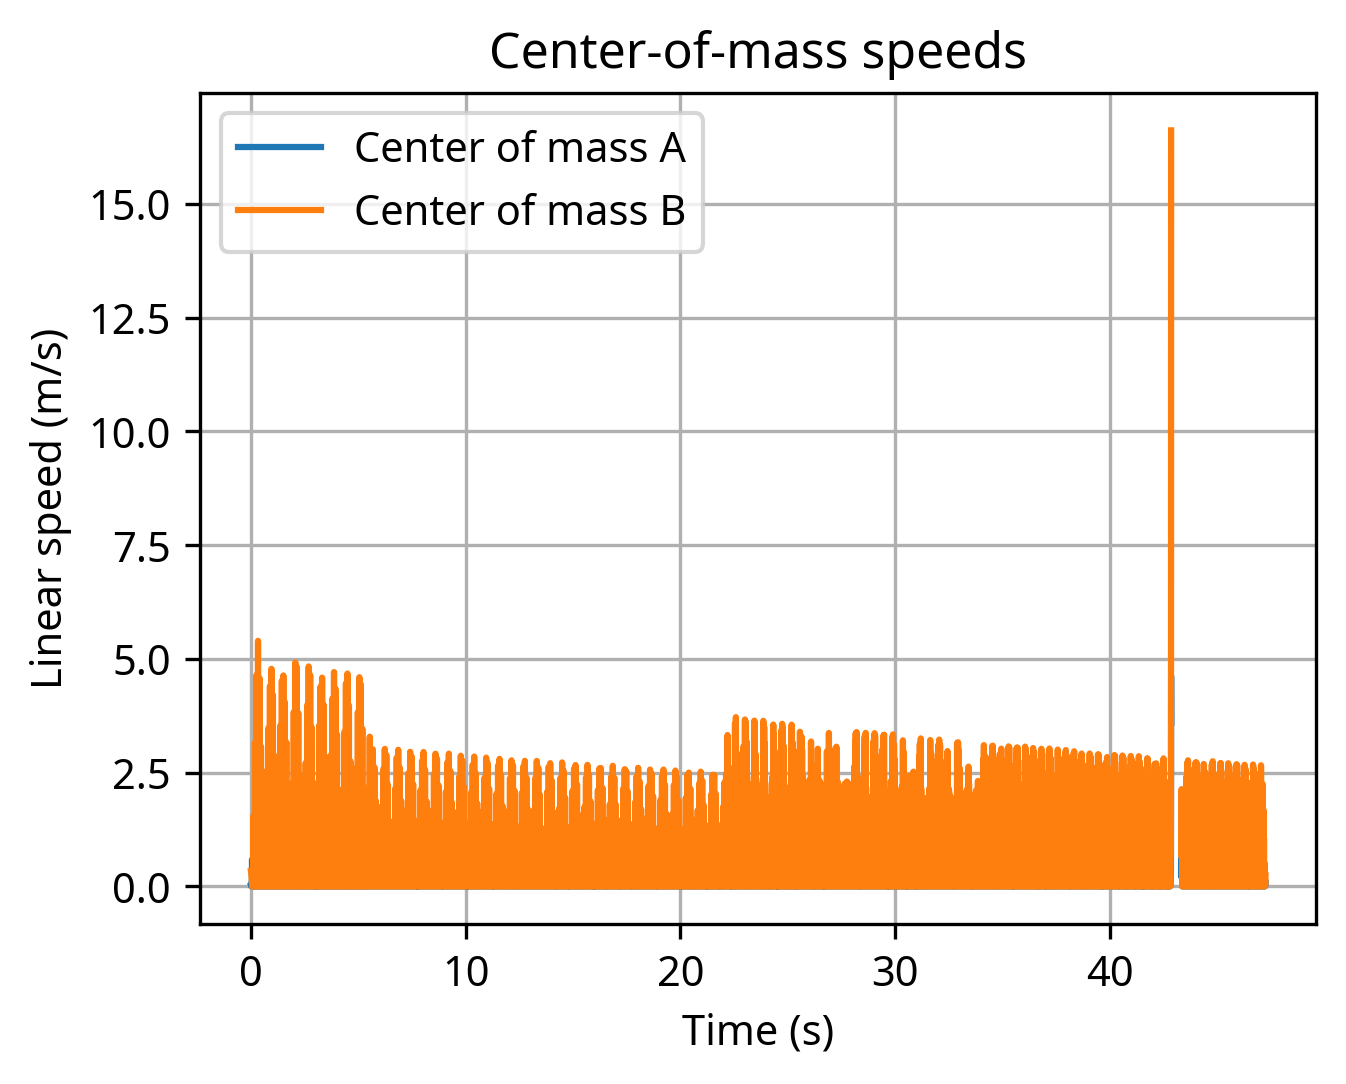 Center-of-mass speeds
Center of mass A
Center of mass B
Linear speed (m/s)
15.0
12.5
10.0
7.5
5.0
2.5
0.0
0 10 20 30 40
Time (s)